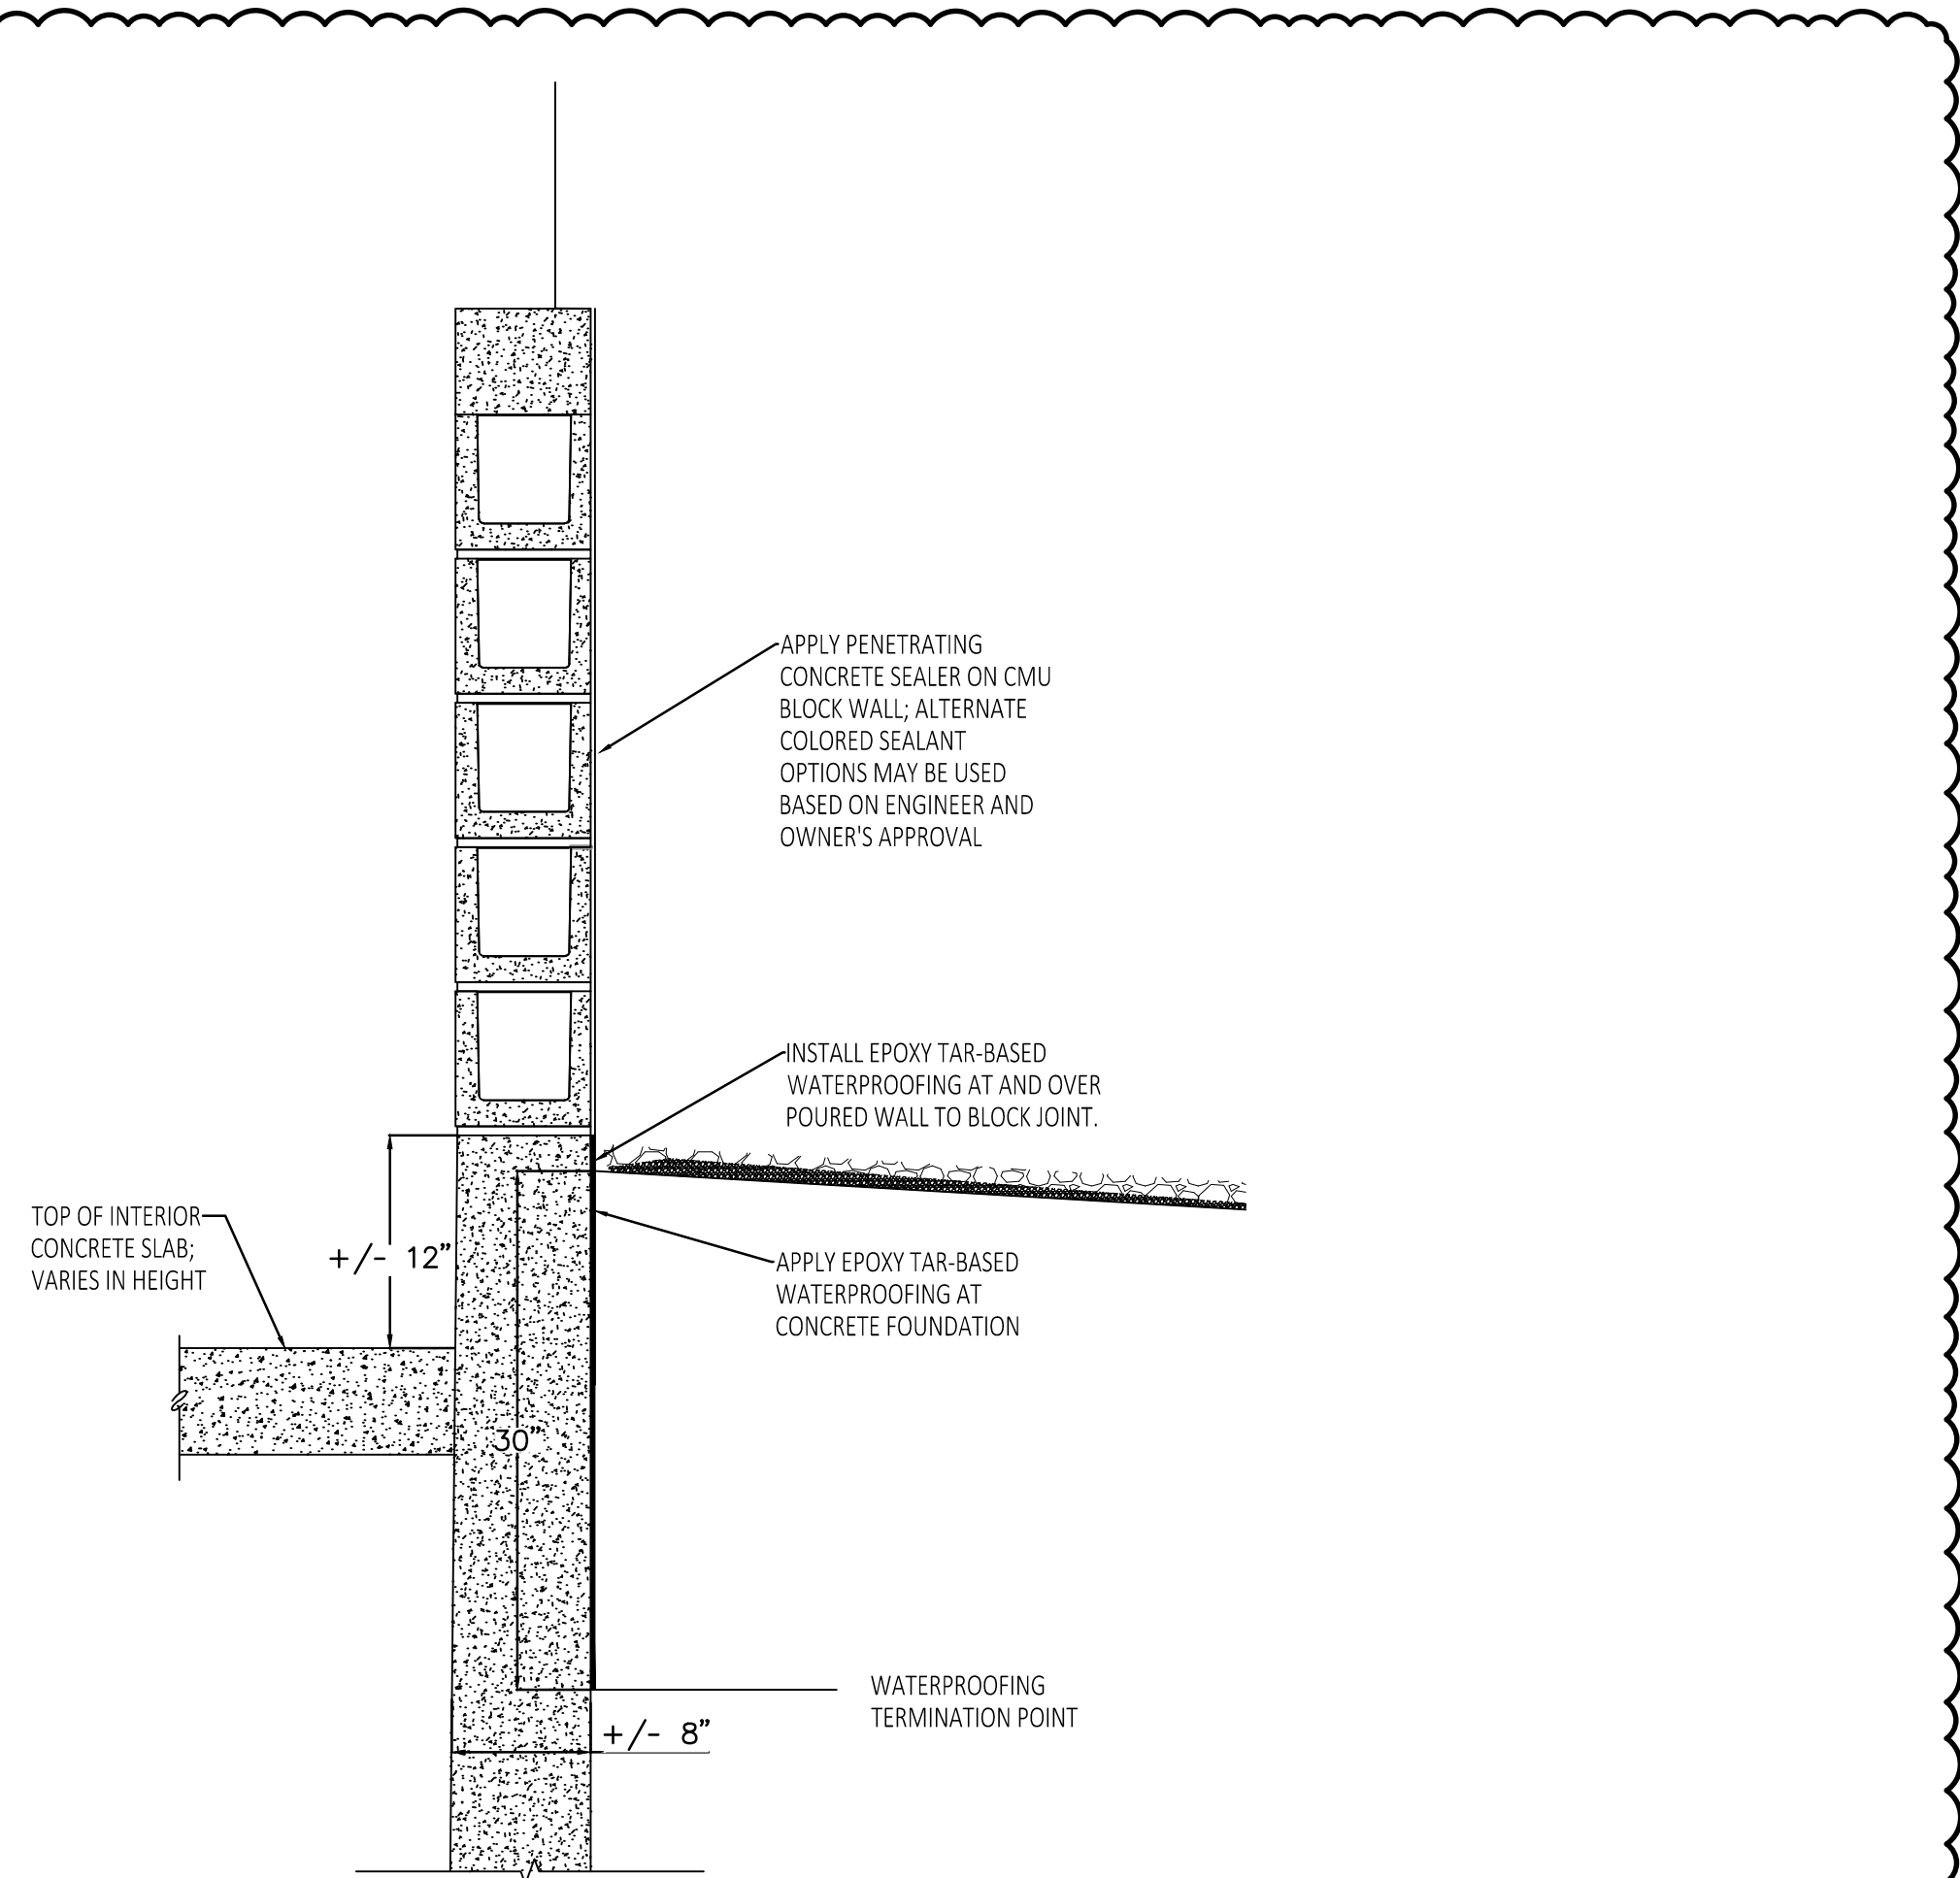 APPLY PENETRATING
CONCRETE SEALER ON CMU
BLOCK WALL; ALTERNATE
COLORED SEALANT
OPTIONS MAY BE USED
BASED ON ENGINEER AND
OWNER'S APPROVAL
INSTALL EPOXY TAR-BASED
WATERPROOFING AT AND OVER
POURED WALL TO BLOCK JOINT.
TOP OF INTERIOR
CONCRETE SLAB;
VARIES IN HEIGHT
+/- 12"
APPLY EPOXY TAR-BASED
WATERPROOFING AT
CONCRETE FOUNDATION
30"
WATERPROOFING
TERMINATION POINT
+/- 8"